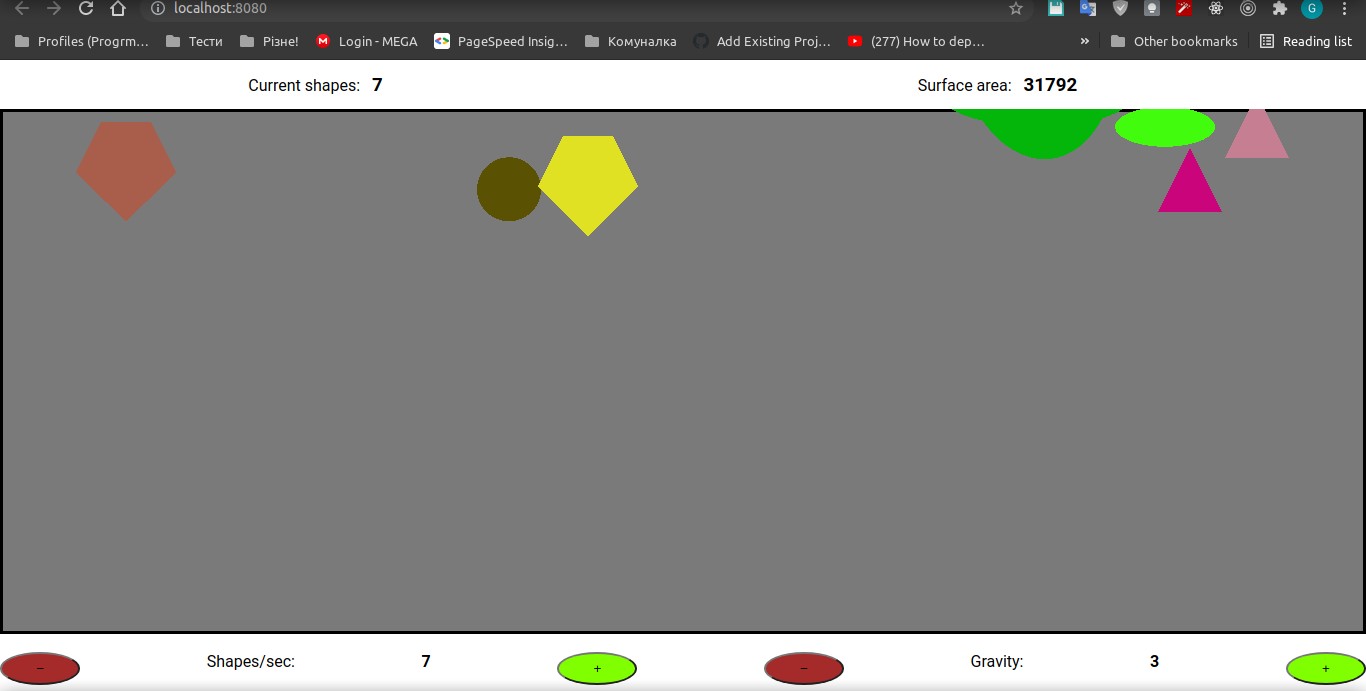 localhost:8080
G
Profiles (Progrm… Тести Різне! Login - MEGA PageSpeed Insig… Комуналка Add Existing Proj… (277) How to dep… » Other bookmarks Reading list
Current shapes: 7 Surface area: 31792
− Shapes/sec: 7 + − Gravity: 3 +